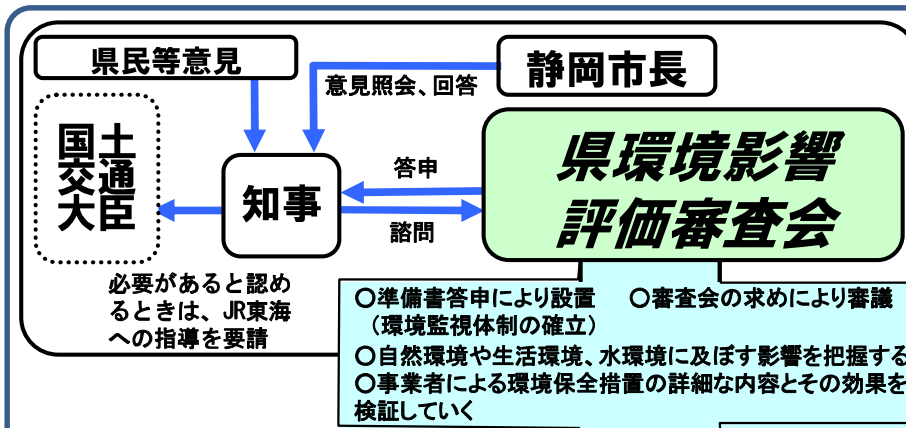 県民等意見
静岡市長
意見照会、回答
国土
交通
大臣
知事
答申
諮問
県環境影響
評価審査会
必要があると認め
るときは、JR東海
への指導を要請
○準備書答申により設置　○審査会の求めにより審議
（環境監視体制の確立）
○自然環境や生活環境、水環境に及ぼす影響を把握する
○事業者による環境保全措置の詳細な内容とその効果を
検証していく